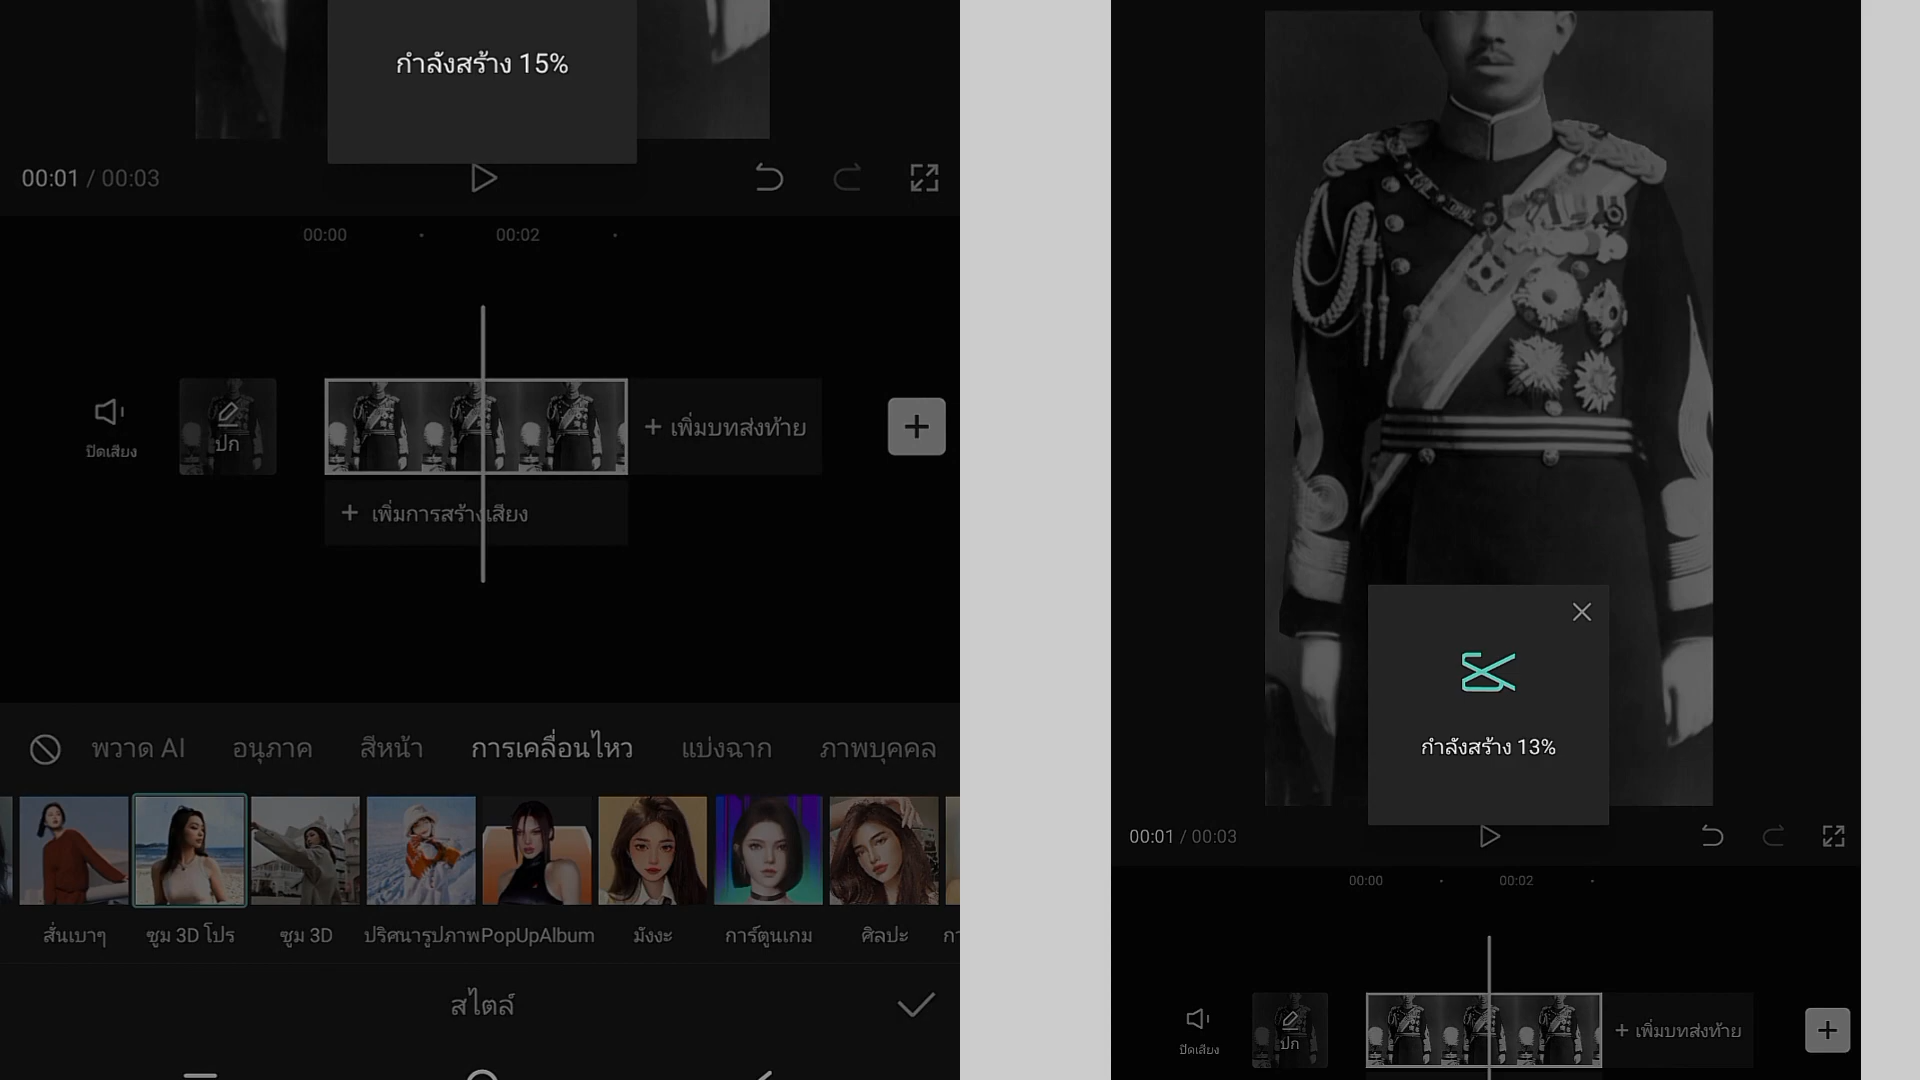 กำลังสร้าง 15%
00:01 / 00:03
00:00
00:02
ปิดเสียง
ปก
+ เพิ่มบทส่งท้าย
+ เพิ่มการสร้างเสียง
พวาด AI
อนุภาค
สีหน้า
การเคลื่อนไหว
แบ่งฉาก
ภาพบุคคล
สั่นเบาๆ
ซูม 3D โปร
ซูม 3D
ปริศนารูปภาพ
PopUpAlbum
มังงะ
การ์ตูนเกม
ศิลปะ
กา
สไตล์
กำลังสร้าง 13%
00:01 / 00:03
00:00
00:02
ปิดเสียง
ปก
+ เพิ่มบทส่งท้าย